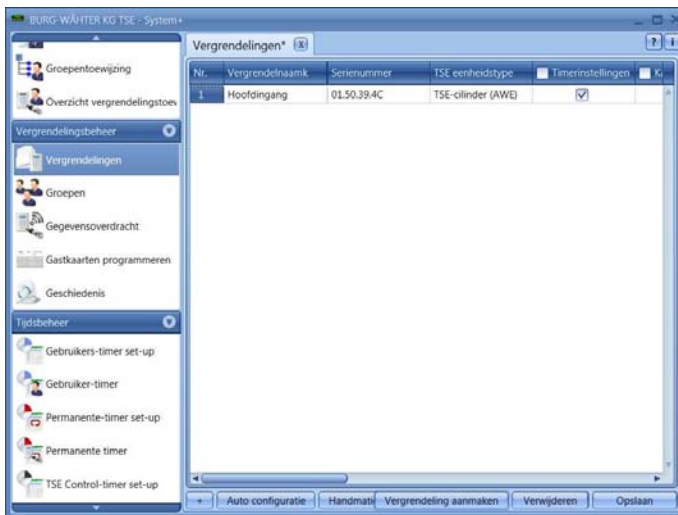 BURG-WÄHTER KG TSE - System+
Groepentoewijzing
Overzicht vergrendelingstoew
Vergrendelingsbeheer
Vergrendelingen
Groepen
Gegevensoverdracht
Gastkaarten programmeren
Geschiedenis
Tijdsbeheer
Gebruikers-timer set-up
Gebruiker-timer
Permanente-timer set-up
Permanente timer
TSE Control-timer set-up
Vergrendelingen* x
? i
Nr. Vergrendelnaamk Serienummer TSE eenheidstype Timerinstellingen
1 Hoofdingang 01.50.39.4C TSE-cilinder (AWE)
+ Auto configuratie Handmati Vergrendeling aanmaken Verwijderen Opslaan